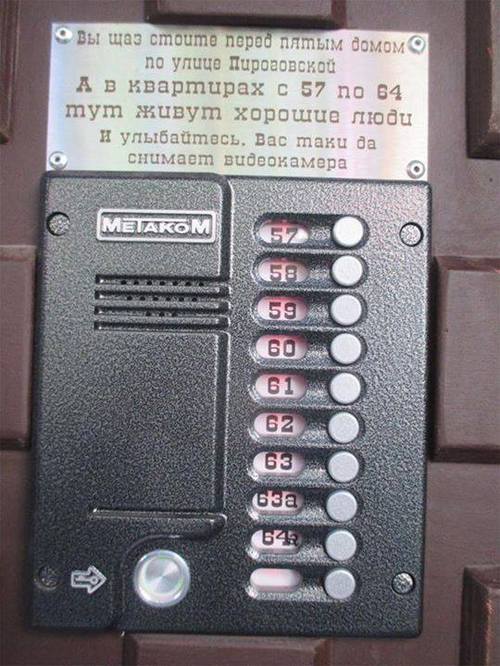 Вы щаз стоите перед пятым домом
по улице Пироговской
А в квартирах с 57 по 64
тут живут хорошие люди
И улыбайтесь. Вас таки да
снимает видеокамера
МЕТАКОМ
57
58
59
60
61
62
63
63а
64